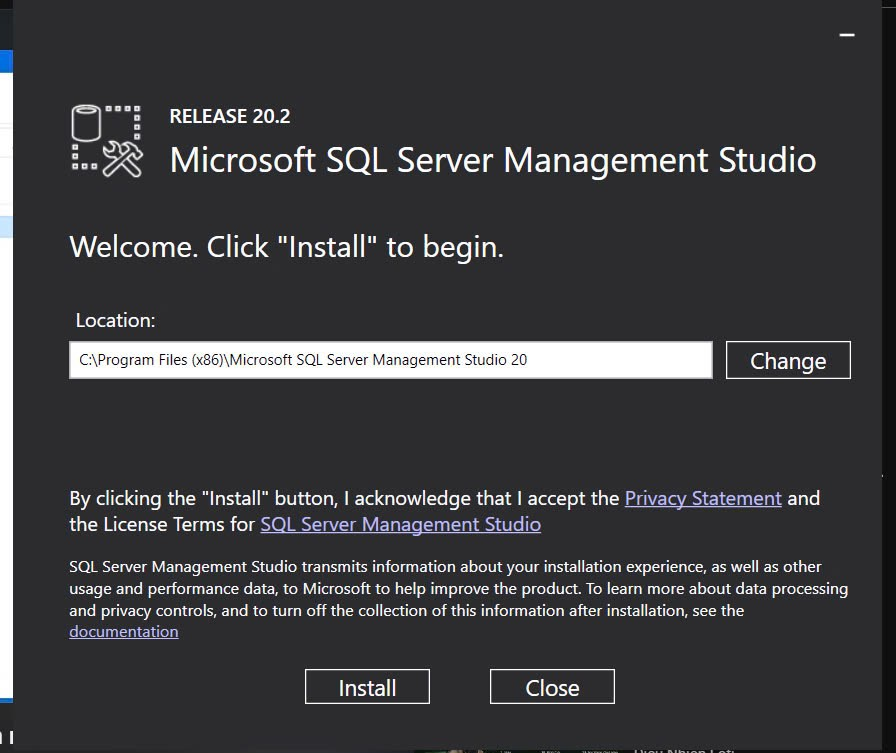 RELEASE 20.2
Microsoft SQL Server Management Studio
Welcome. Click "Install" to begin.
Location:
C:\Program Files (x86)\Microsoft SQL Server Management Studio 20
Change
By clicking the "Install" button, I acknowledge that I accept the Privacy Statement and
the License Terms for SQL Server Management Studio
SQL Server Management Studio transmits information about your installation experience, as well as other
usage and performance data, to Microsoft to help improve the product. To learn more about data processing
and privacy controls, and to turn off the collection of this information after installation, see the
documentation
Install
Close